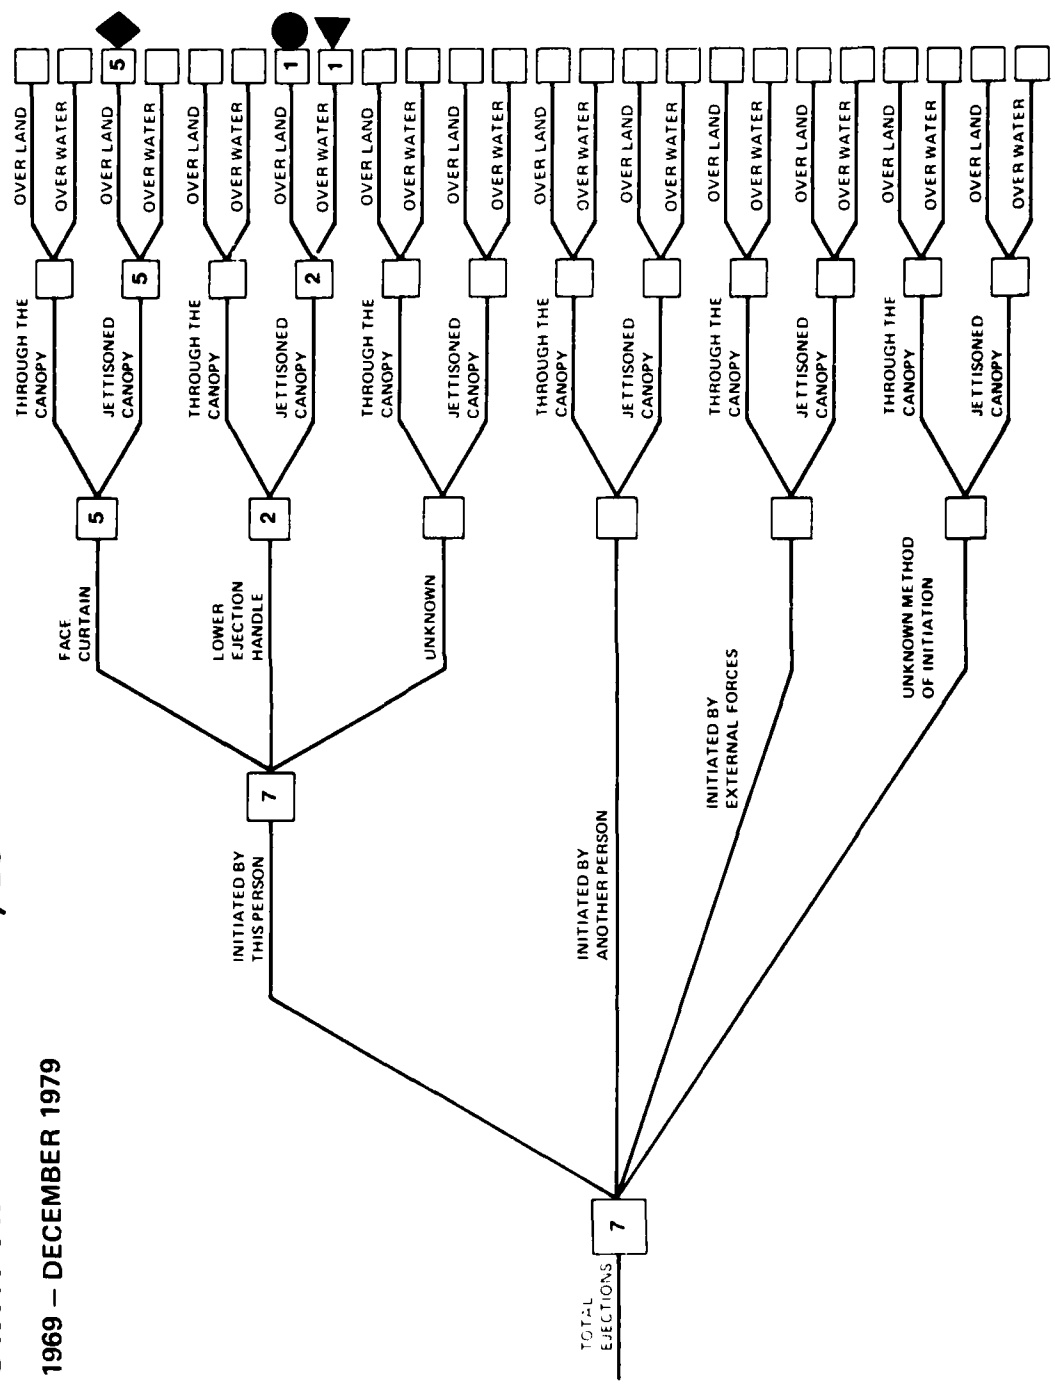 1969 – DECEMBER 1979
TOTAL
EJECTIONS
7
INITIATED BY
THIS PERSON
7
FACE
CURTAIN
5
THROUGH THE
CANOPY
OVER LAND
OVER WATER
JETTISONED
CANOPY
5
OVER LAND
5
OVER WATER
LOWER
EJECTION
HANDLE
2
THROUGH THE
CANOPY
OVER LAND
OVER WATER
JETTISONED
CANOPY
2
OVER LAND
1
OVER WATER
1
UNKNOWN
THROUGH THE
CANOPY
OVER LAND
OVER WATER
JETTISONED
CANOPY
OVER LAND
OVER WATER
INITIATED BY
ANOTHER PERSON
THROUGH THE
CANOPY
OVER LAND
OVER WATER
JETTISONED
CANOPY
OVER LAND
OVER WATER
INITIATED BY
EXTERNAL FORCES
THROUGH THE
CANOPY
OVER LAND
OVER WATER
JETTISONED
CANOPY
OVER LAND
OVER WATER
UNKNOWN METHOD
OF INITIATION
THROUGH THE
CANOPY
OVER LAND
OVER WATER
JETTISONED
CANOPY
OVER LAND
OVER WATER